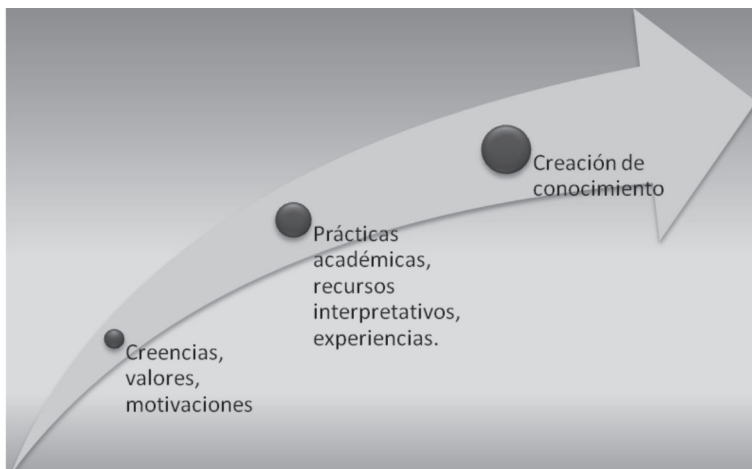 Creación de
conocimiento
Prácticas
académicas,
recursos
interpretativos,
experiencias.
Creencias,
valores,
motivaciones